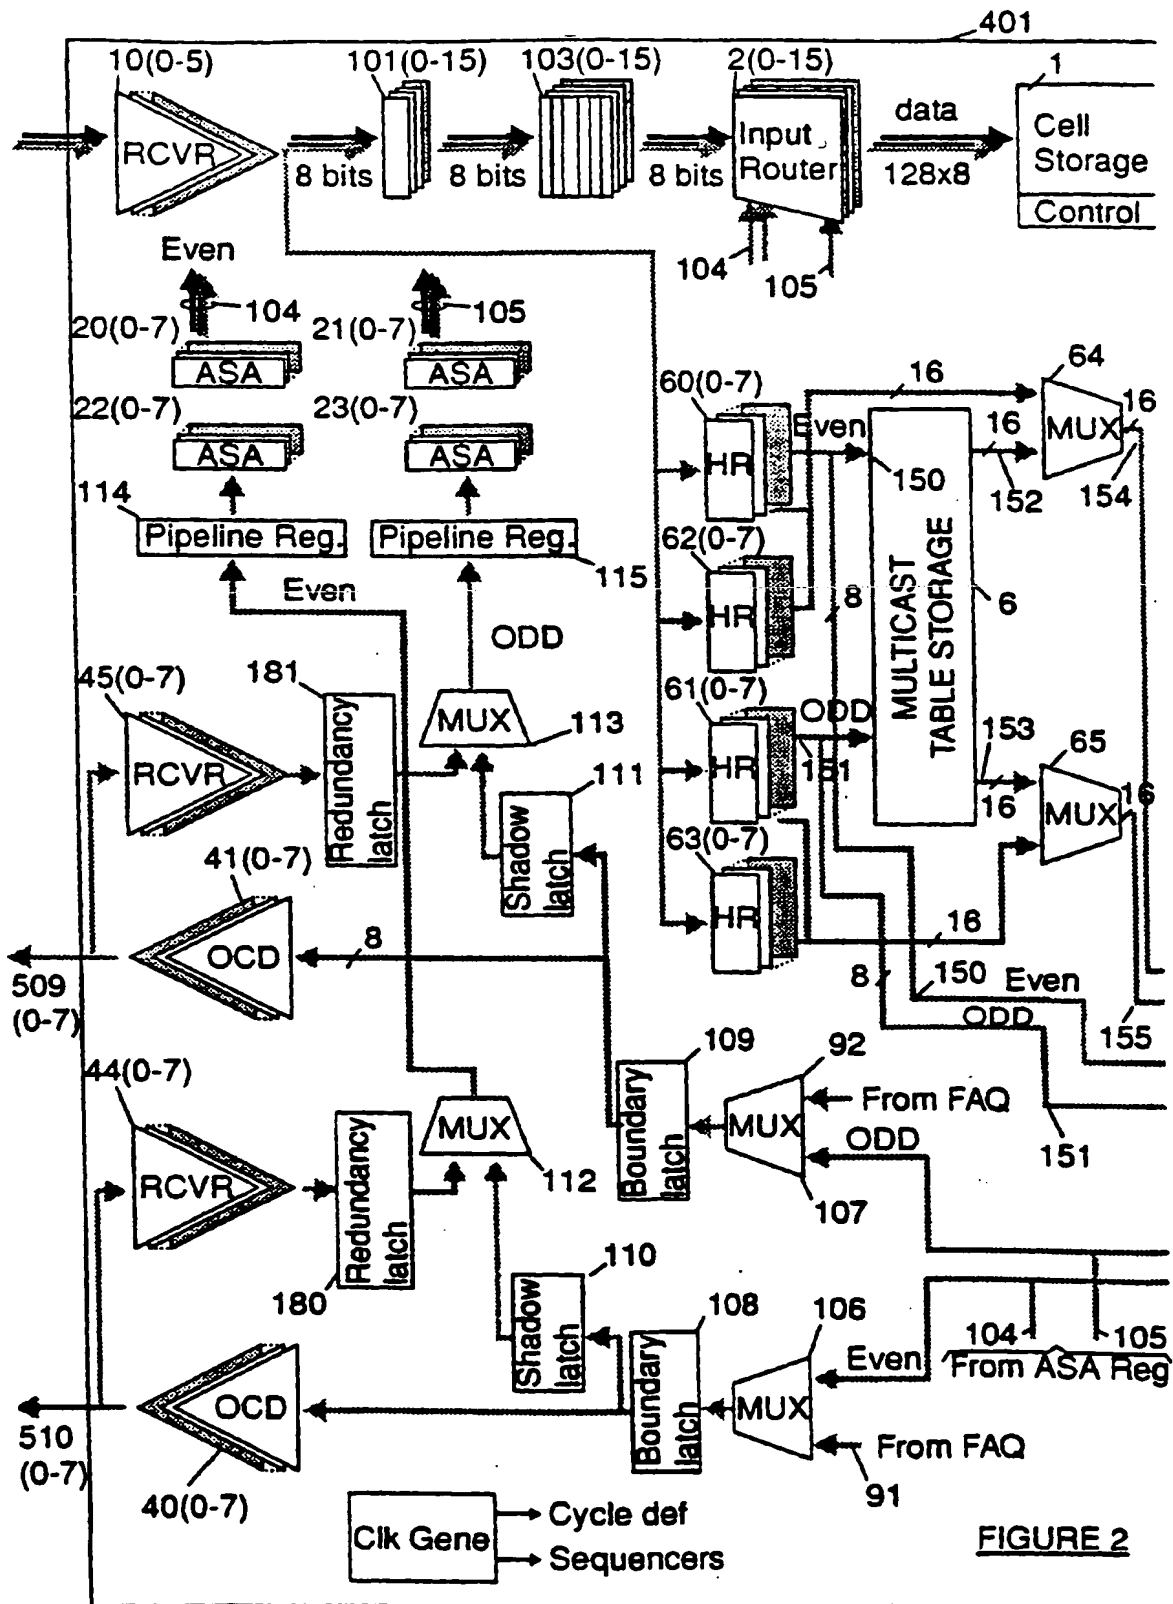 401
10(0-5) 101(0-15) 103(0-15) 2(0-15) 1
RCVR
8 bits
8 bits
8 bits
Input
Router
data
128x8
Cell
Storage
Control
104
105
Even
104
105
20(0-7)
ASA
21(0-7)
ASA
22(0-7)
ASA
23(0-7)
ASA
114
Pipeline Reg.
Pipeline Reg.
115
Even
ODD
60(0-7)
HR
Even
150
62(0-7)
HR
8
61(0-7)
HR
ODD
151
63(0-7)
HR
MULTICAST
TABLE STORAGE
6
16
16
152
64
MUX
16
154
153
16
65
MUX
16
16
8
150
Even
ODD
155
151
45(0-7)
RCVR
181
Redundancy
latch
MUX
113
111
Shadow
latch
41(0-7)
OCD
8
509
(0-7)
44(0-7)
RCVR
Redundancy
latch
180
MUX
112
109
Boundary
latch
92
MUX
From FAQ
ODD
107
110
Shadow
latch
108
Boundary
latch
106
MUX
Even
From FAQ
91
104
105
From ASA Reg
OCD
510
(0-7)
40(0-7)
Clk Gene
Cycle def
Sequencers
FIGURE 2